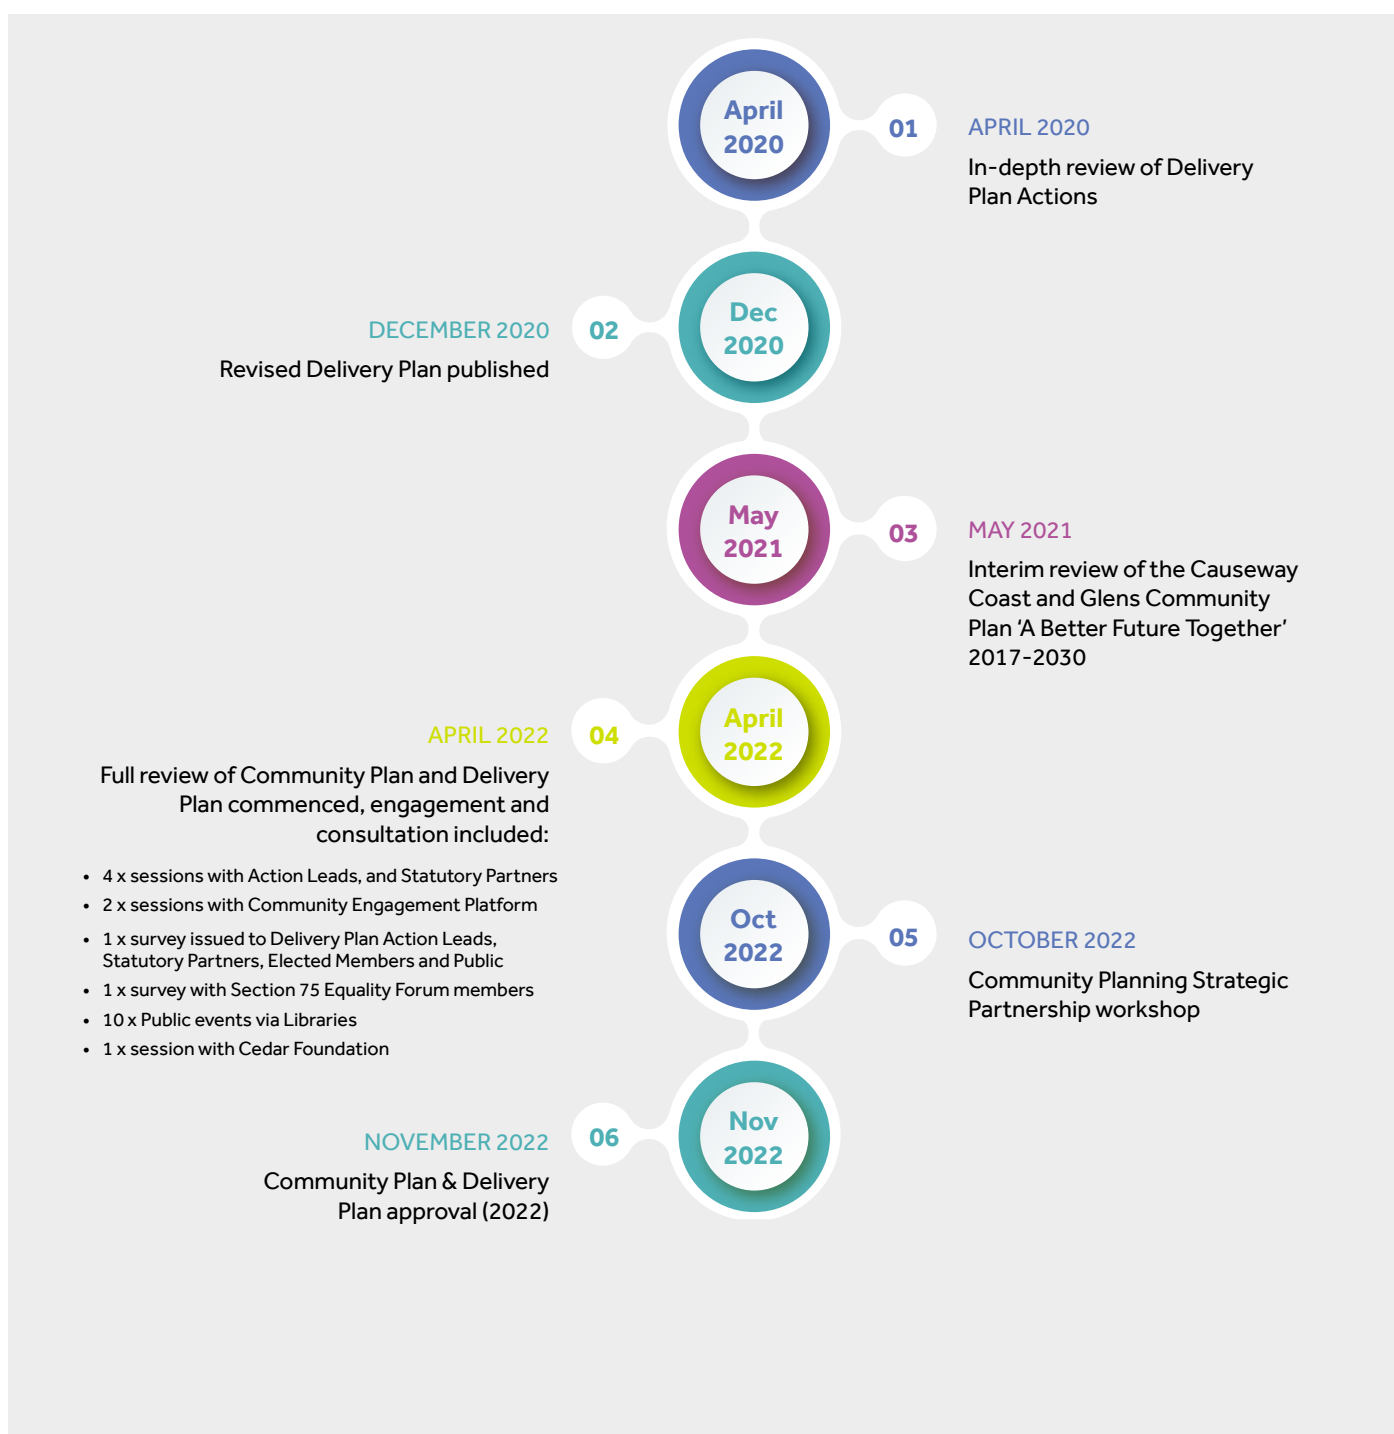 April
2020
01
APRIL 2020
In-depth review of Delivery
Plan Actions
Dec
2020
02
DECEMBER 2020
Revised Delivery Plan published
May
2021
03
MAY 2021
Interim review of the Causeway
Coast and Glens Community
Plan ‘A Better Future Together’
2017-2030
April
2022
04
APRIL 2022
Full review of Community Plan and Delivery
Plan commenced, engagement and
consultation included:
• 4 x sessions with Action Leads, and Statutory Partners
• 2 x sessions with Community Engagement Platform
• 1 x survey issued to Delivery Plan Action Leads,
Statutory Partners, Elected Members and Public
• 1 x survey with Section 75 Equality Forum members
• 10 x Public events via Libraries
• 1 x session with Cedar Foundation
Oct
2022
05
OCTOBER 2022
Community Planning Strategic
Partnership workshop
Nov
2022
06
NOVEMBER 2022
Community Plan & Delivery
Plan approval (2022)